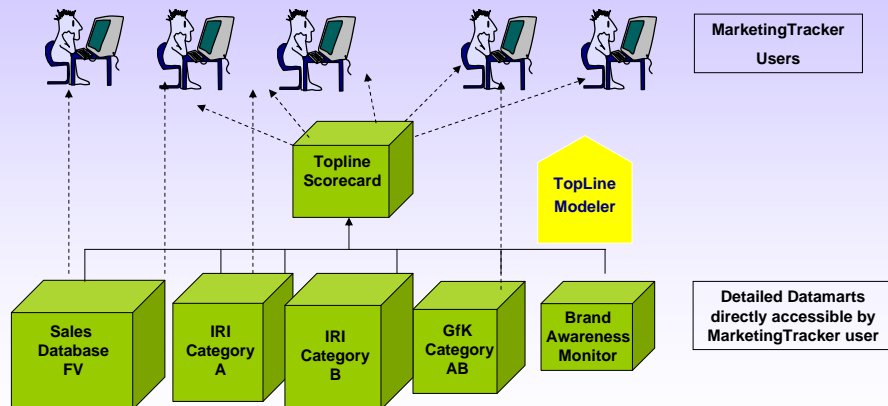 MarketingTracker
Users
Topline
Scorecard
TopLine
Modeler
Sales
Database
FV
IRI
Category
A
IRI
Category
B
GfK
Category
AB
Brand
Awareness
Monitor
Detailed Datamarts
directly accessible by
MarketingTracker user